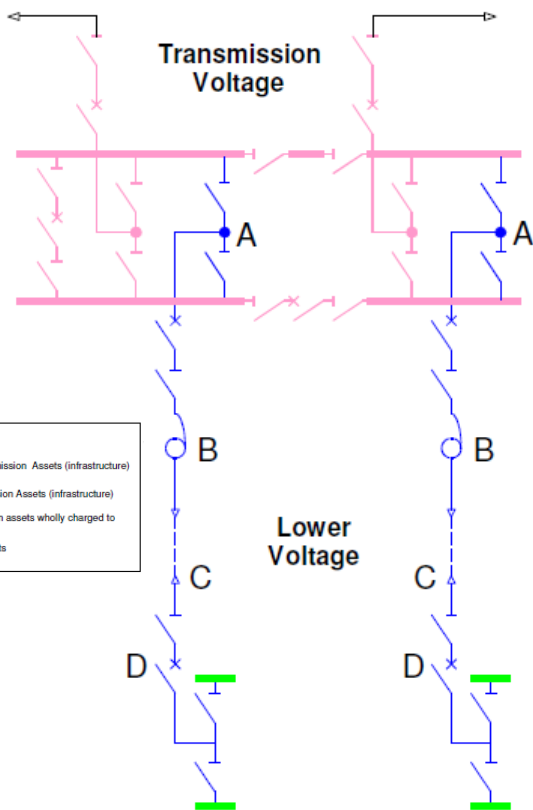 Transmission
Voltage
A
A
B
B
Assets (infrastructure)
Assets (infrastructure)
assets wholly charged to
Lower
Voltage
C
C
D
D